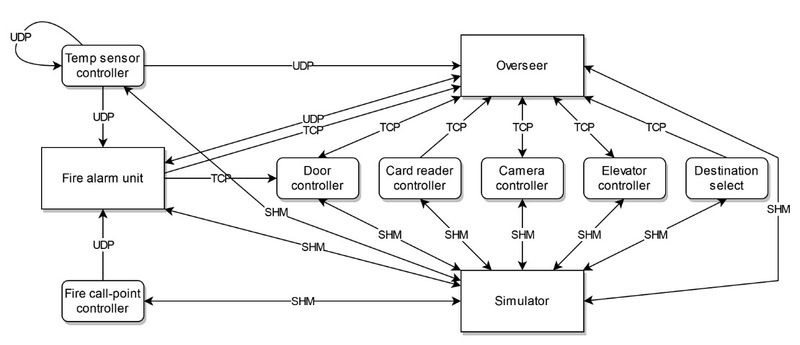 UDP
Temp sensor
controller
UDP
Overseer
UDP
UDP
TCP
TCP
TCP
TCP
TCP
TCP
Fire alarm unit
TCP
Door
controller
Card reader
controller
Camera
controller
Elevator
controller
Destination
select
SHM
SHM
SHM
SHM
SHM
SHM
SHM
SHM
UDP
SHM
Fire call-point
controller
SHM
Simulator